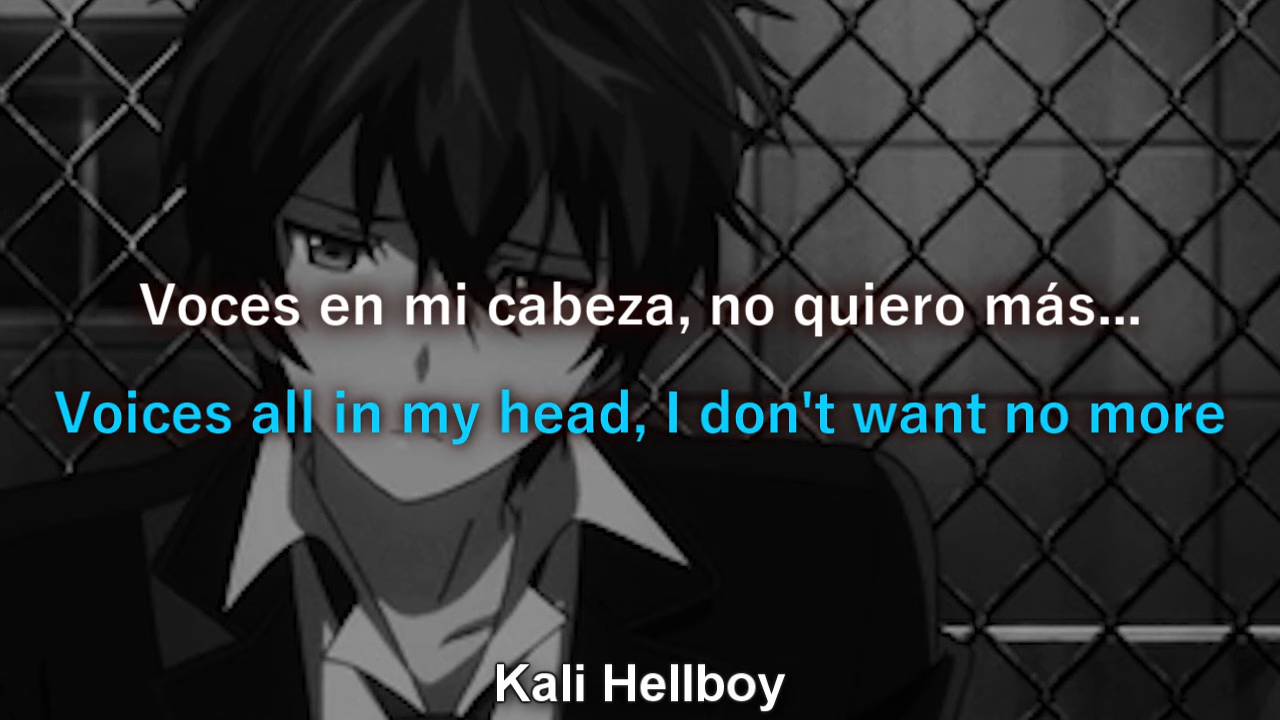 Voces en mi cabeza, no quiero más...
Voices all in my head, I don't want no more
Kali Hellboy